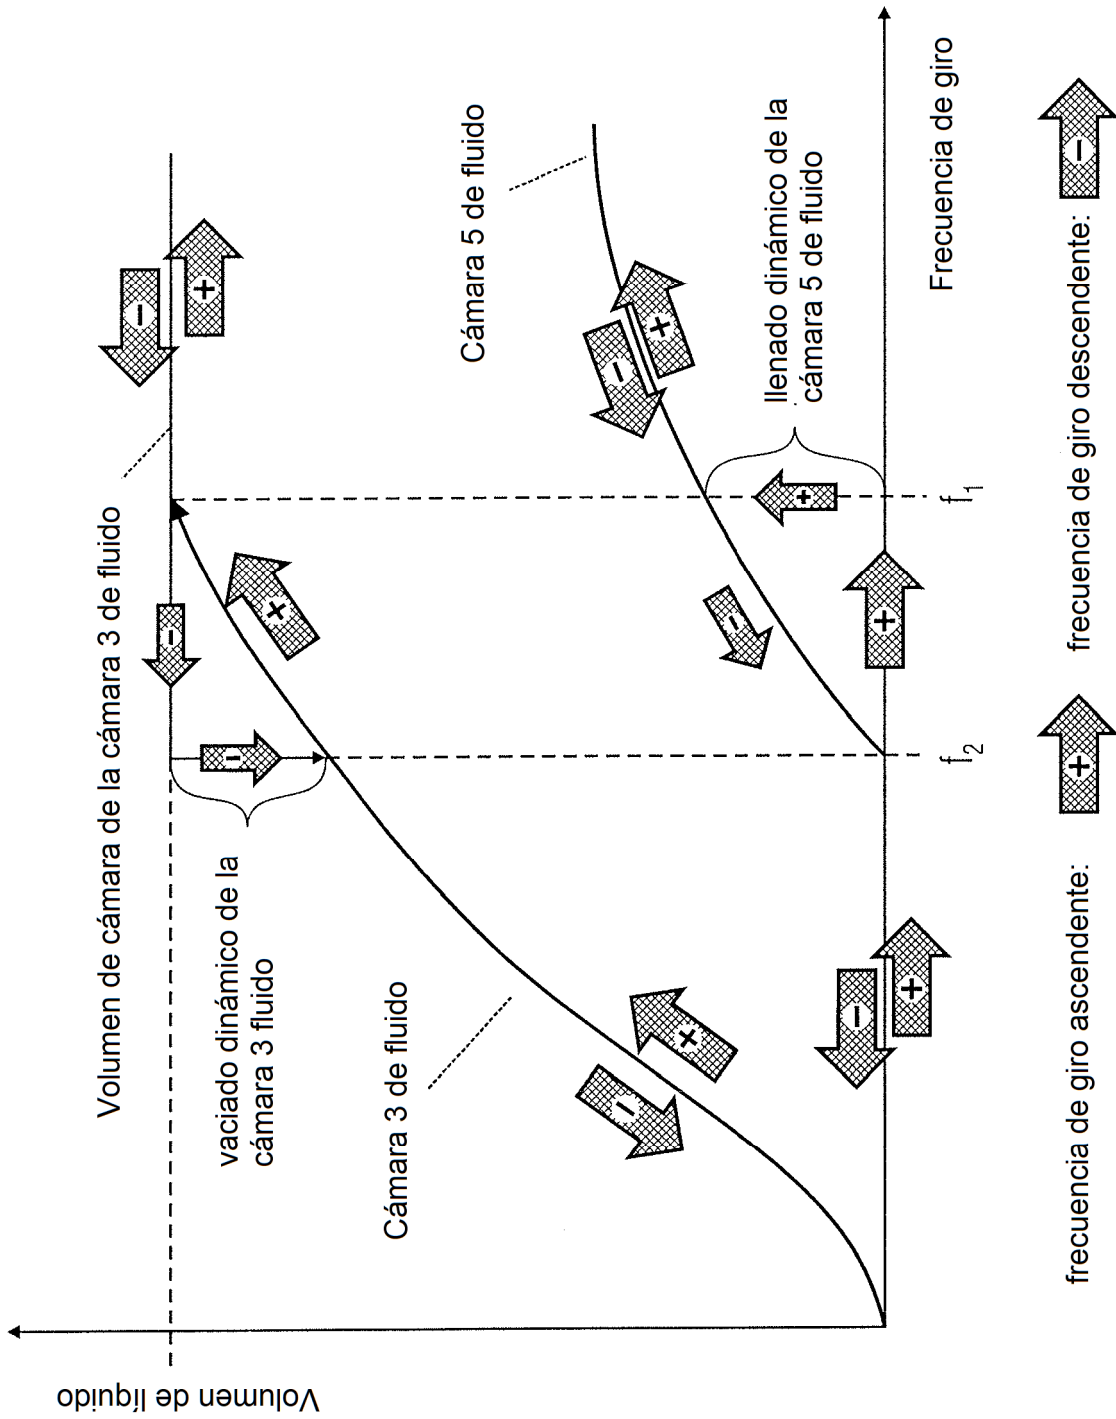 Volumen de líquido
Volumen de cámara de la cámara 3 de fluido
vaciado dinámico de la
cámara 3 fluido
Cámara 3 de fluido
Cámara 5 de fluido
llenado dinámico de la
cámara 5 de fluido
f2
f1
Frecuencia de giro
frecuencia de giro ascendente:
+
frecuencia de giro descendente:
−